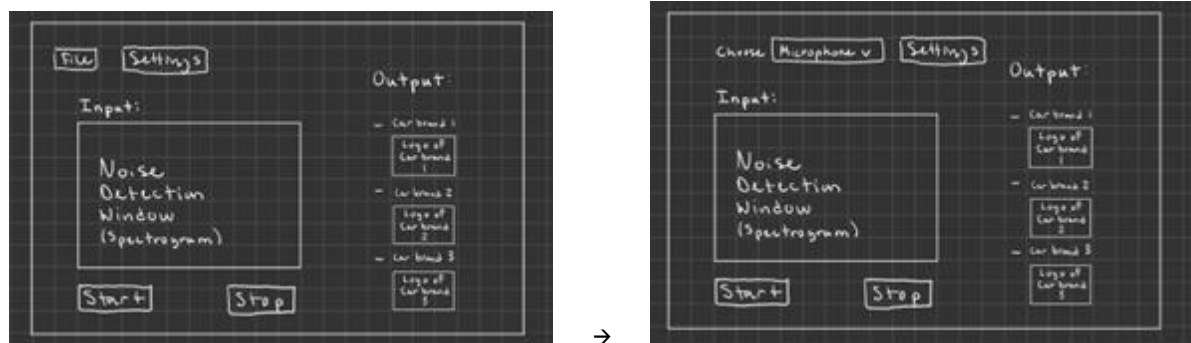 File Settings
Output:
Input:
- Car brand 1
Logo of
Car brand
1
Noise
Detection
Window
(Spectrogram)
- Car brand 2
Logo of
Car brand
2
- Car brand 3
Logo of
Car brand
3
Start Stop
→
Choose Microphone v Settings
Output:
Input:
- Car brand 1
Logo of
Car brand
1
Noise
Detection
Window
(Spectrogram)
- Car brand 2
Logo of
Car brand
2
- Car brand 3
Logo of
Car brand
3
Start Stop